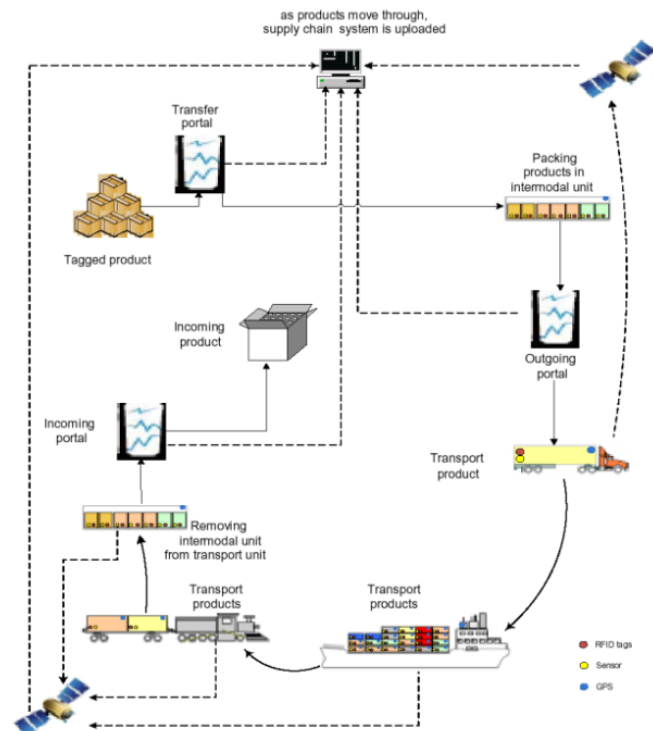 as products move through,
supply chain system is uploaded
Transfer
portal
Packing
products in
intermodal unit
Tagged product
Incoming
product
Outgoing
portal
Incoming
portal
Transport
product
Removing
intermodal unit
from transport unit
Transport
products
Transport
products
RFID tags
Sensor
GPS